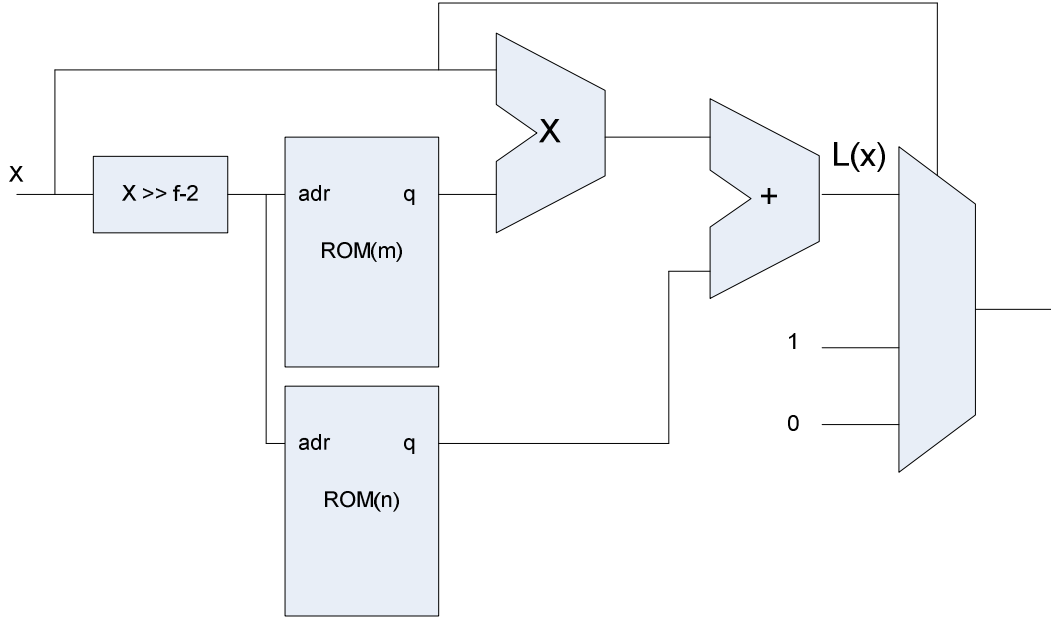 x
X >> f-2
adr q
ROM(m)
adr q
ROM(n)
X
+
L(x)
1
0